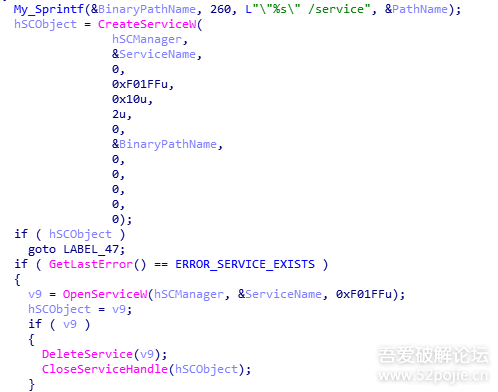 My_Sprintf(&BinaryPathName, 260, L"\"%s\" /service", &PathName);
hSCObject = CreateServiceW(
hSCManager,
&ServiceName,
0,
0xF01FFu,
0x10u,
2u,
0,
&BinaryPathName,
0,
0,
0,
0,
0);
if ( hSCObject )
goto LABEL_47;
if ( GetLastError() == ERROR_SERVICE_EXISTS )
{
v9 = OpenServiceW(hSCManager, &ServiceName, 0xF01FFu);
hSCObject = v9;
if ( v9 )
{
DeleteService(v9);
CloseServiceHandle(hSCObject);
}
吾爱破解论坛
www.52pojie.cn